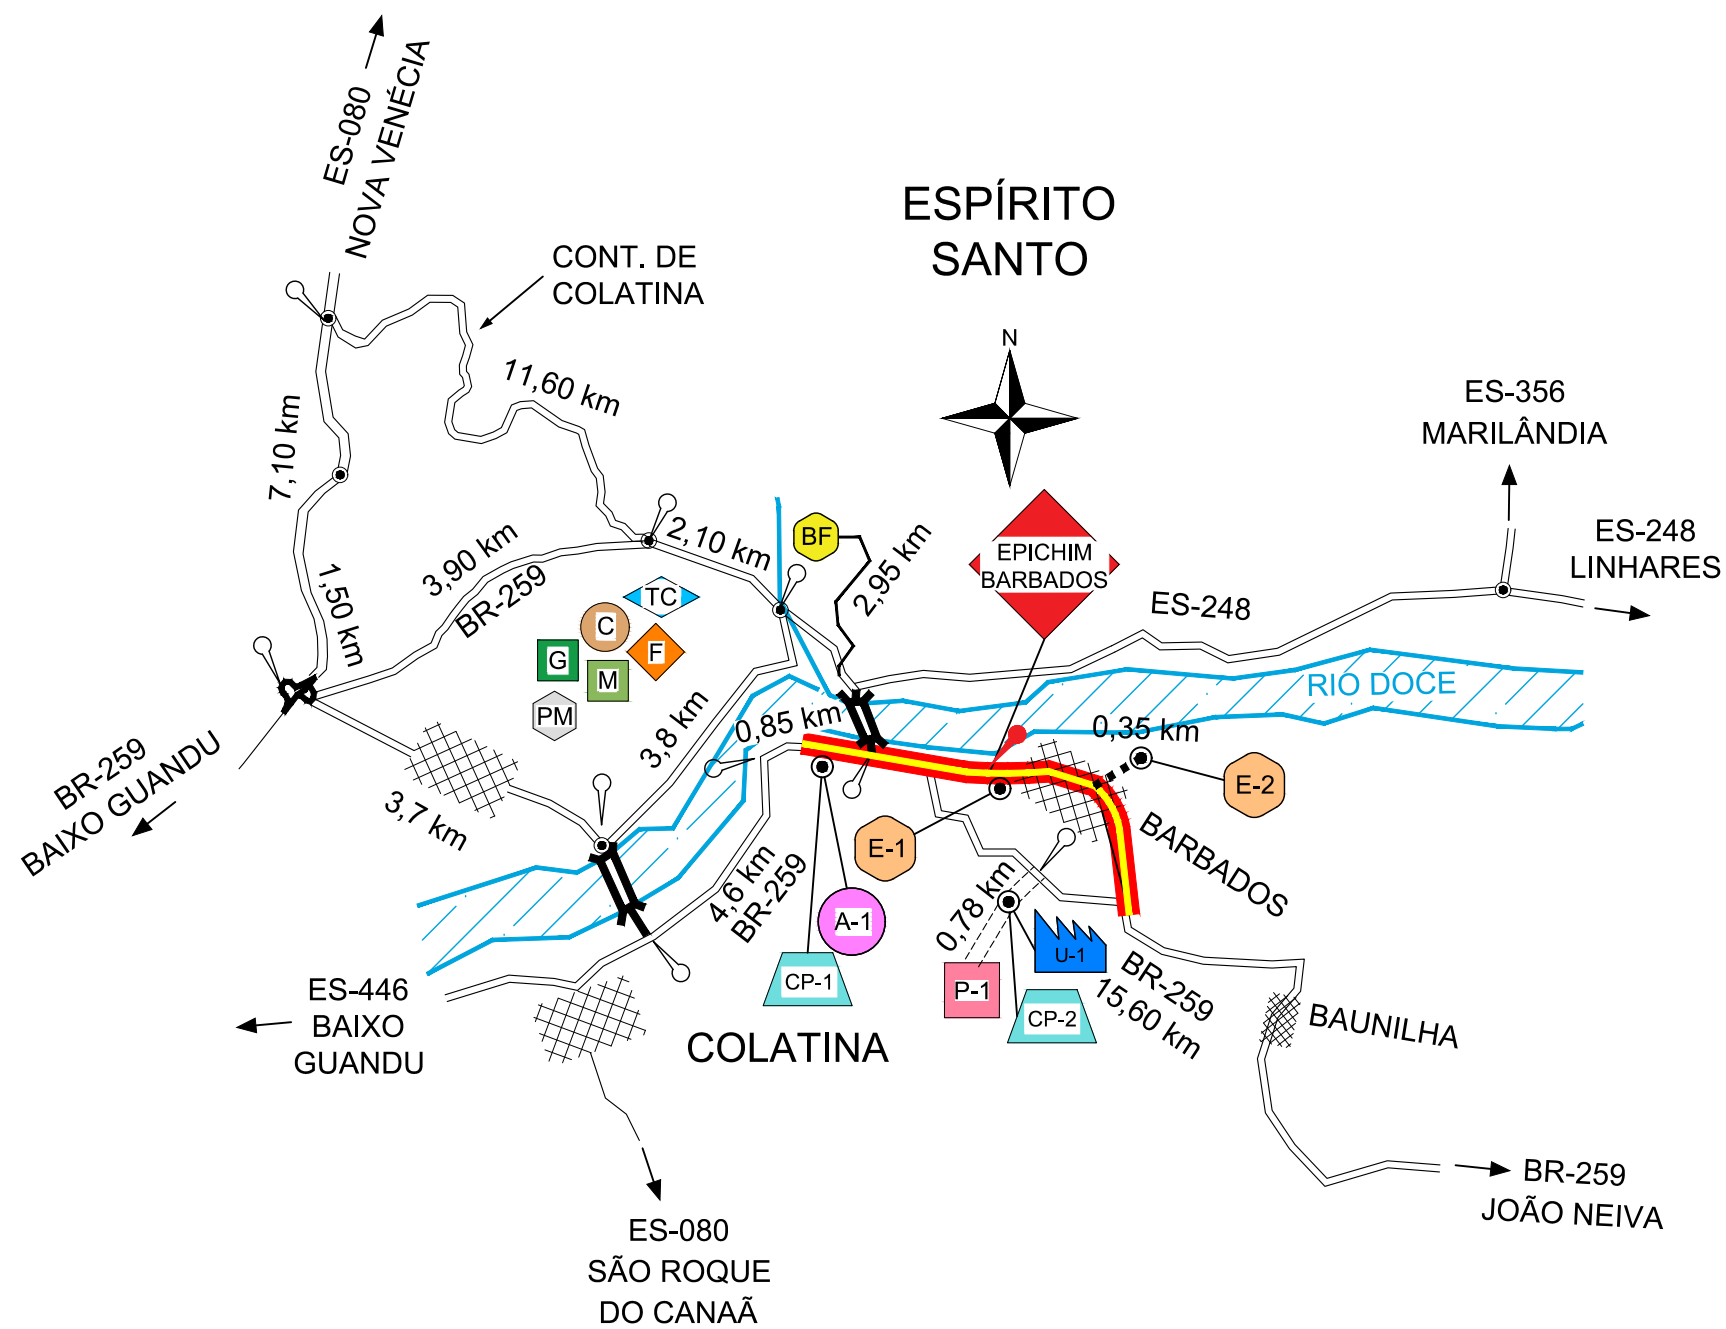 ES-080
NOVA VENÉCIA
CONT. DE
COLATINA
ESPÍRITO
SANTO
N
11,60 km
7,10 km
ES-356
MARILÂNDIA
ES-248
LINHARES
3,90 km
BR-259
2,10 km
BF
2,95 km
EPICHIM
BARBADOS
ES-248
1,50 km
TC
C
F
G
M
PM
RIO DOCE
3,8 km
0,85 km
0,35 km
BR-259
BAIXO GUANDU
3,7 km
E-2
E-1
BARBADOS
4,6 km
BR-259
A-1
CP-1
0,78 km
P-1
U-1
CP-2
BR-259
15,60 km
BAUNILHA
ES-446
BAIXO
GUANDU
COLATINA
BR-259
JOÃO NEIVA
ES-080
SÃO ROQUE
DO CANAÃ